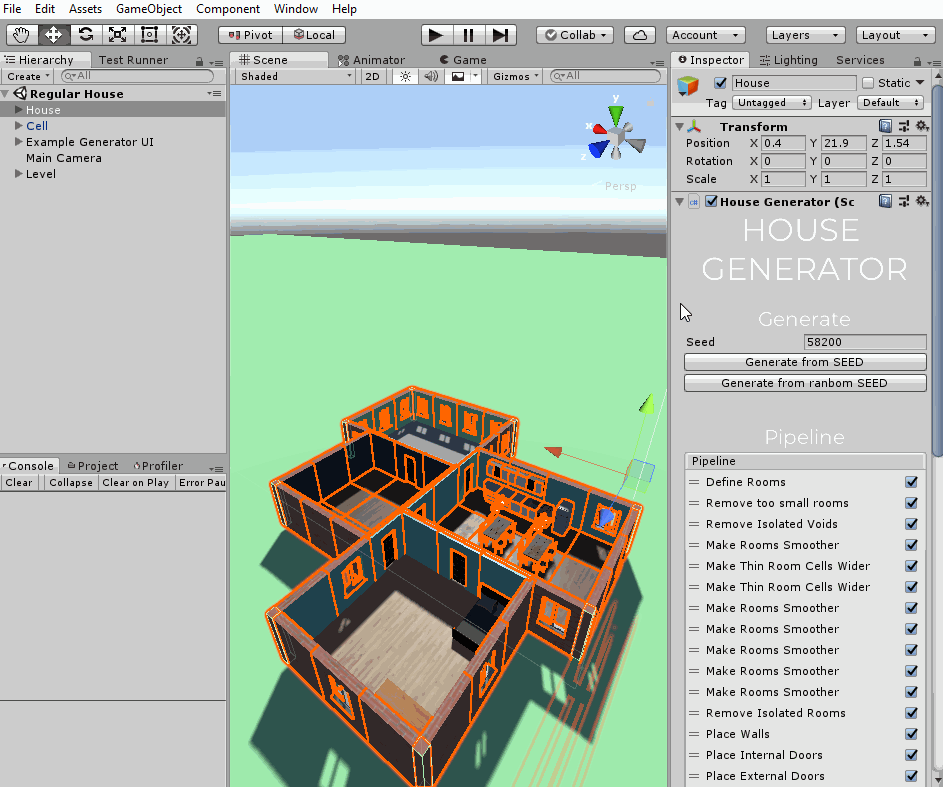 File Edit Assets GameObject Component Window Help
Pivot Local Collab Account Layers Layout
Hierarchy Test Runner
Create All
Regular House
House
Cell
Example Generator UI
Main Camera
Level
Console Project Profiler
Clear Collapse Clear on Play Error Pau
Scene Animator Game
Shaded 2D Gizmos All
y
x
z
Persp
Inspector Lighting Services
House Static
Tag Untagged Layer Default
Transform
Position X 0.4 Y 21.9 Z 1.54
Rotation X 0 Y 0 Z 0
Scale X 1 Y 1 Z 1
c#
House Generator (Sc
HOUSE
GENERATOR
Generate
Seed 58200
Generate from SEED
Generate from ranbom SEED
Pipeline
Pipeline
Define Rooms
Remove too small rooms
Remove Isolated Voids
Make Rooms Smoother
Make Thin Room Cells Wider
Make Thin Room Cells Wider
Make Rooms Smoother
Make Rooms Smoother
Make Rooms Smoother
Make Rooms Smoother
Make Rooms Smoother
Remove Isolated Rooms
Place Walls
Place Internal Doors
Place External Doors